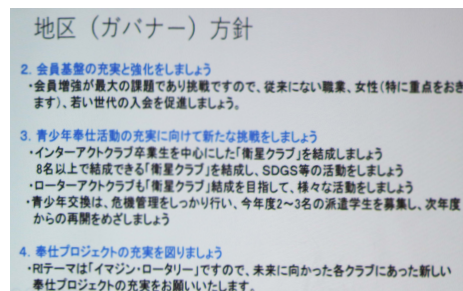 地区（ガバナー）方針
2. 会員基盤の充実と強化をしましょう
・会員増強が最大の課題であり挑戦ですので、従来にない職業、女性(特に重点をおき
ます)、若い世代の入会を促進しましょう。
3. 青少年奉仕活動の充実に向けて新たな挑戦をしましょう
・インターアクトクラブ卒業生を中心にした「衛星クラブ」を結成しましょう
8名以上で結成できる「衛星クラブ」を結成し、SDGS等の活動をしましょう
・ローターアクトクラブも「衛星クラブ」結成を目指して、様々な活動をしましょう
・青少年交換は、危機管理をしっかり行い、今年度2~3名の派遣学生を募集し、次年度
からの再開をめざしましょう
4. 奉仕プロジェクトの充実を図りましょう
・RIテーマは「イマジン・ロータリー」ですので、未来に向かった各クラブにあった新しい
奉仕プロジェクトの充実をお願いいたします。